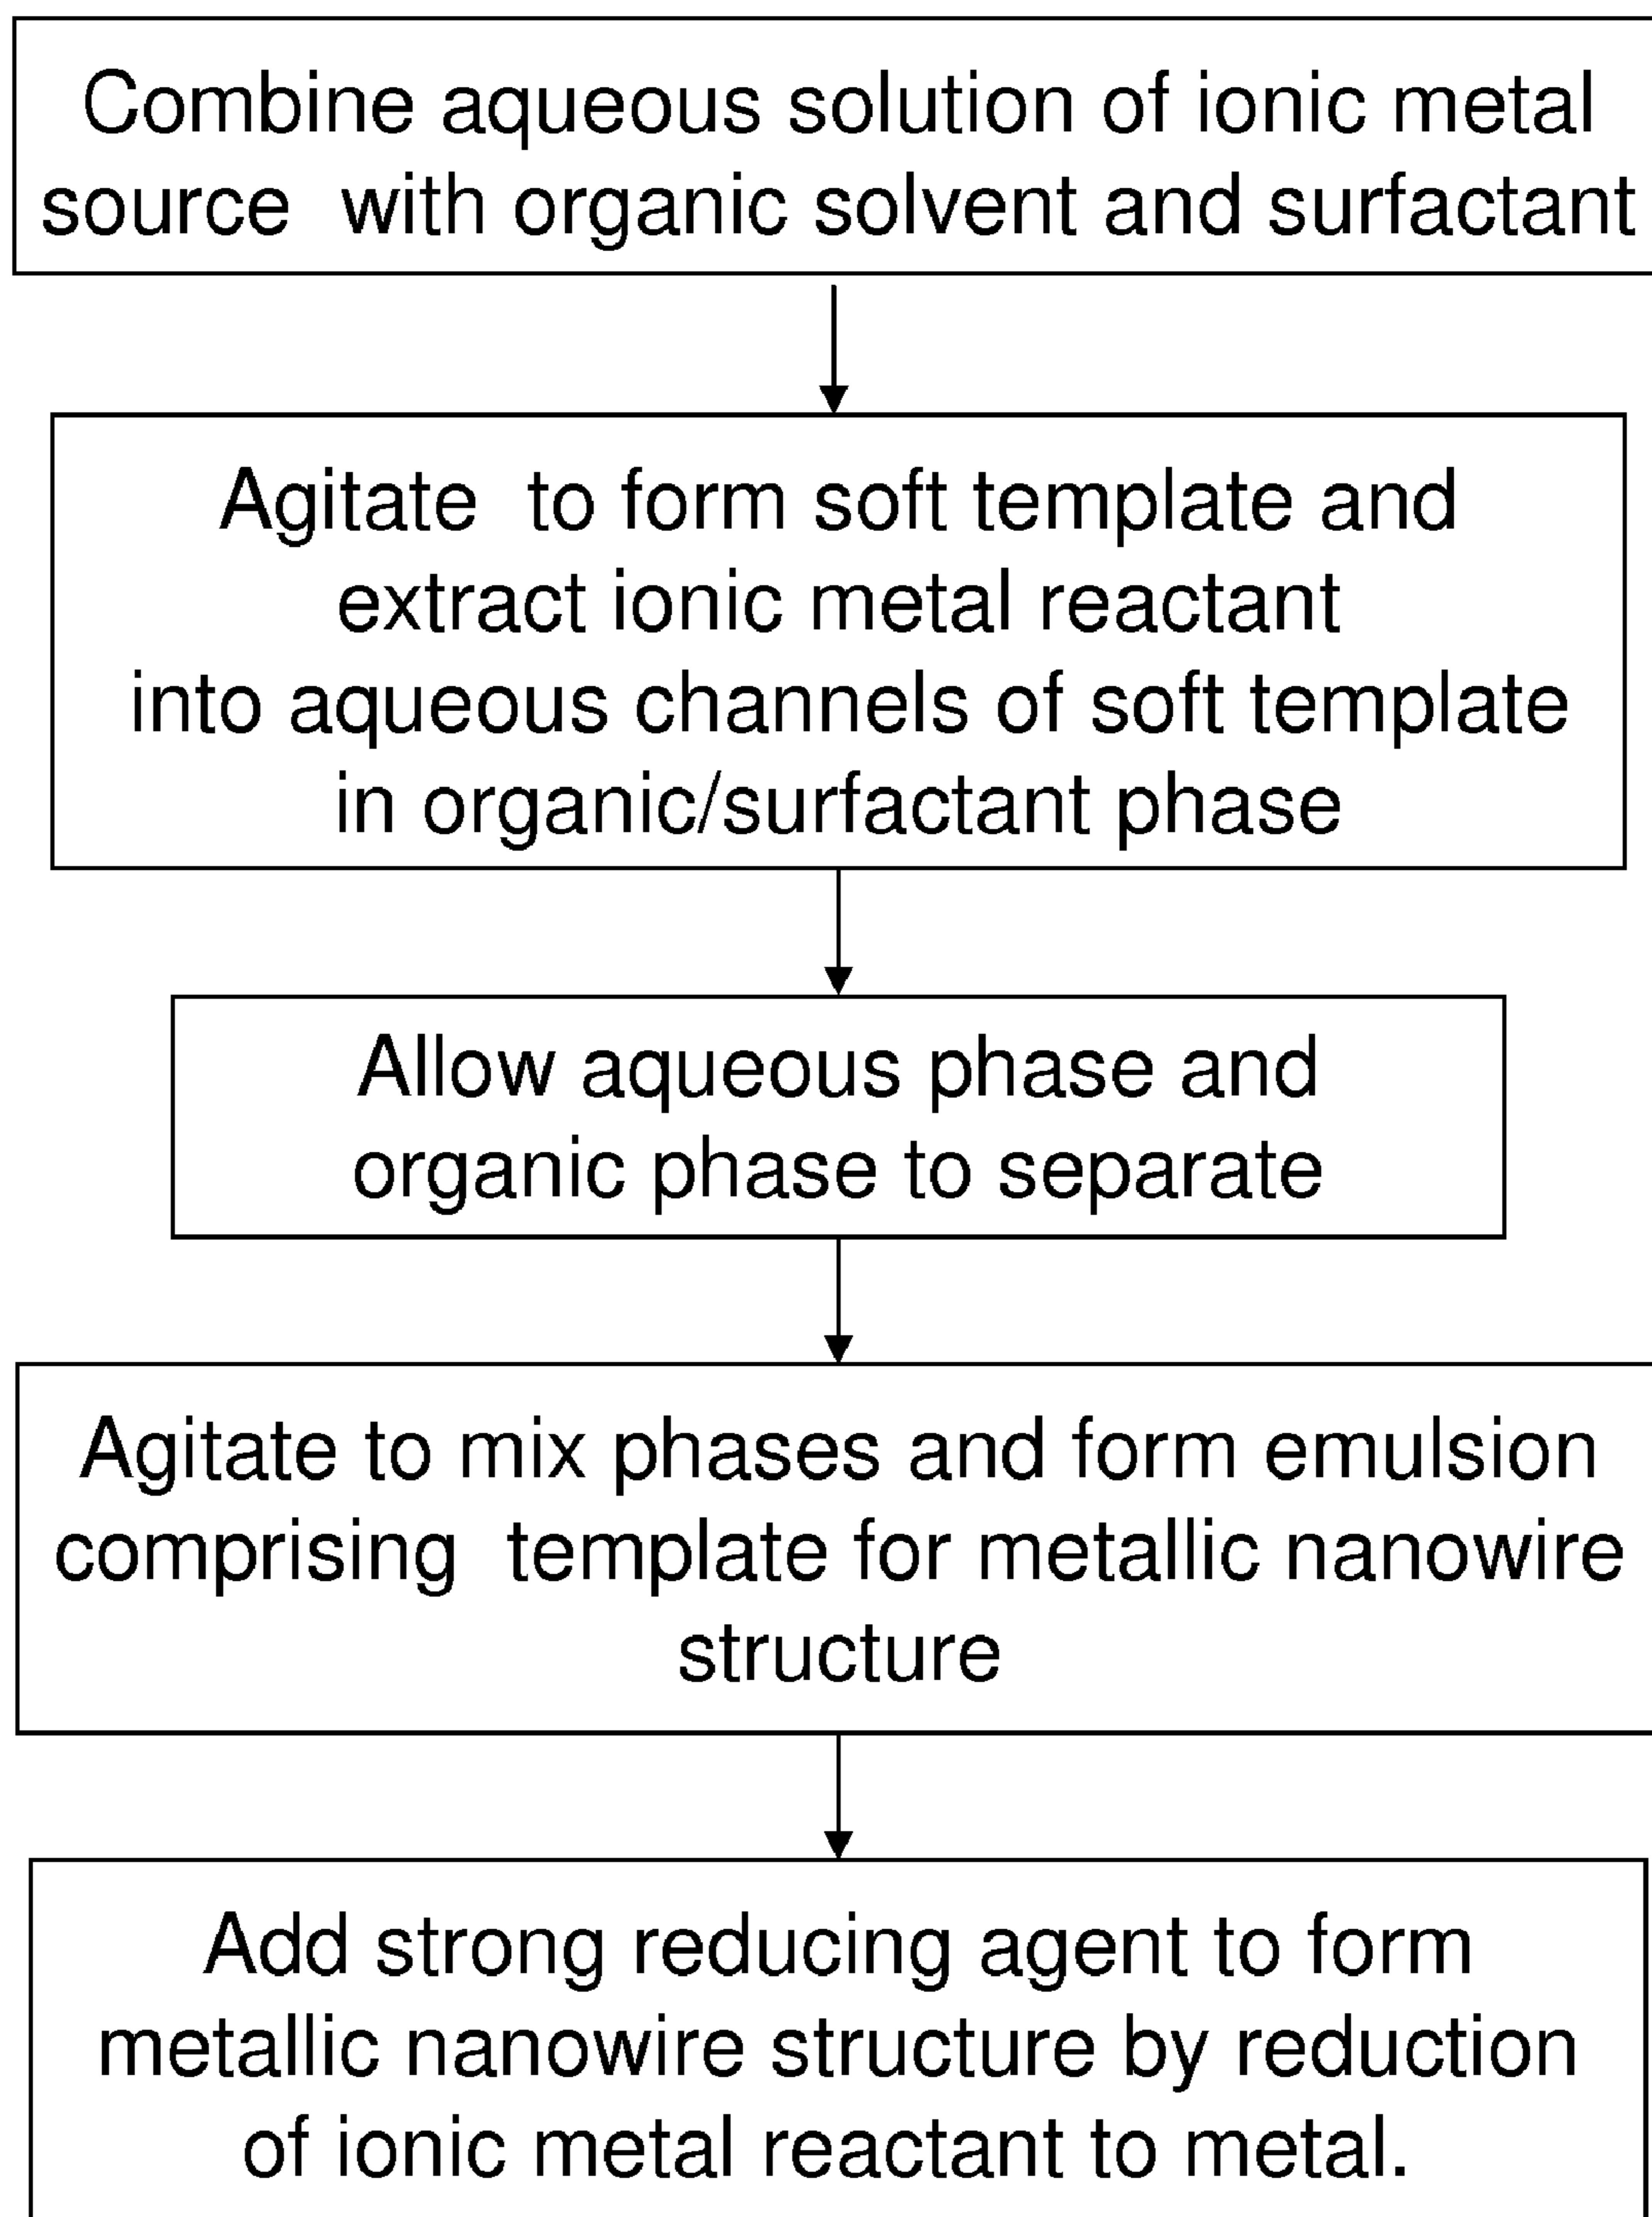 Combine aqueous solution of ionic metal
source with organic solvent and surfactant
Agitate to form soft template and
extract ionic metal reactant
into aqueous channels of soft template
in organic/surfactant phase
Allow aqueous phase and
organic phase to separate
Agitate to mix phases and form emulsion
comprising template for metallic nanowire
structure
Add strong reducing agent to form
metallic nanowire structure by reduction
of ionic metal reactant to metal.